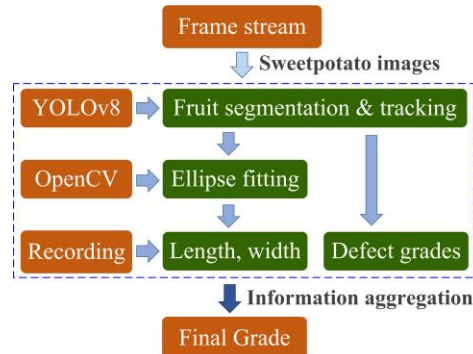 Frame stream
Sweetpotato images
YOLOv8
Fruit segmentation & tracking
OpenCV
Ellipse fitting
Recording
Length, width
Defect grades
Information aggregation
Final Grade